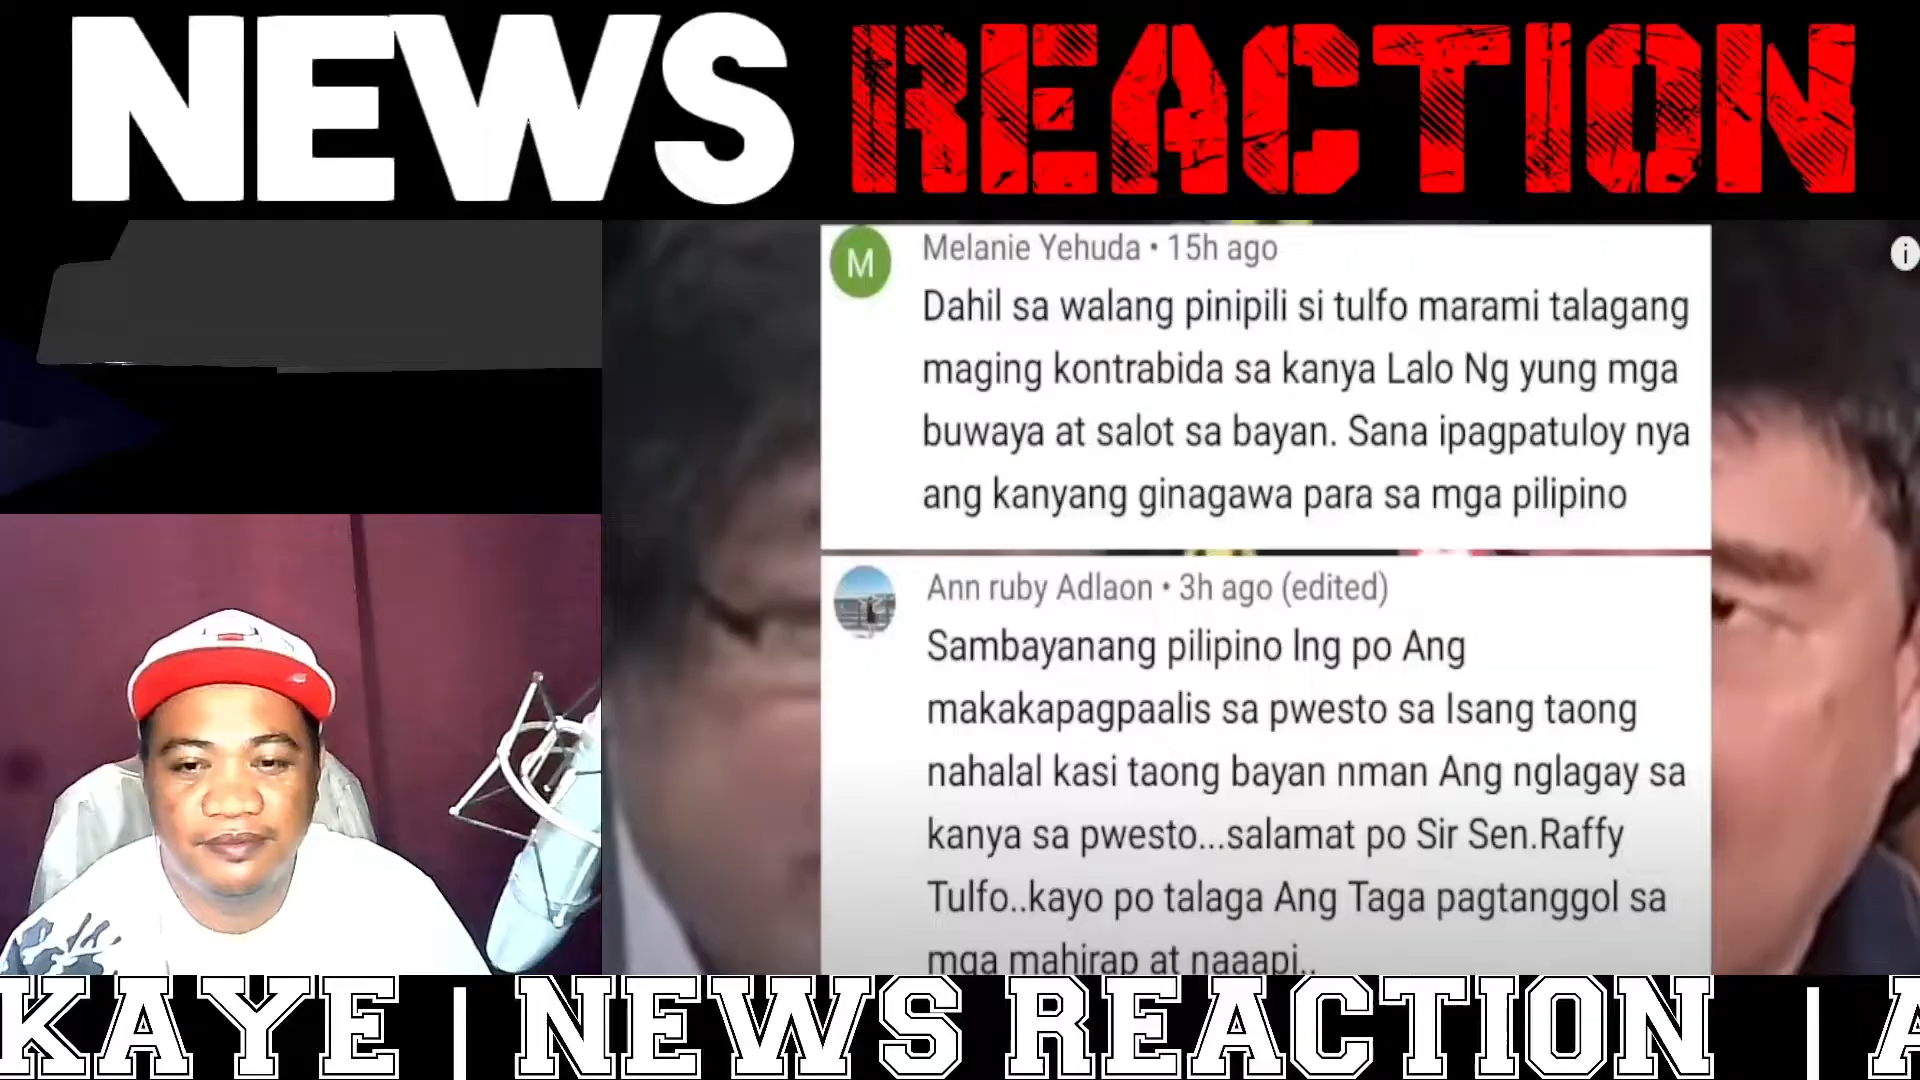 NEWS REACTION
M
Melanie Yehuda • 15h ago
Dahil sa walang pinipili si tulfo marami talagang
maging kontrabida sa kanya Lalo Ng yung mga
buwaya at salot sa bayan. Sana ipagpatuloy nya
ang kanyang ginagawa para sa mga pilipino
Ann ruby Adlaon • 3h ago (edited)
Sambayanang pilipino lng po Ang
makakapagpaalis sa pwesto sa Isang taong
nahalal kasi taong bayan nman Ang nglagay sa
kanya sa pwesto...salamat po Sir Sen.Raffy
Tulfo..kayo po talaga Ang Taga pagtanggol sa
mga mahirap at naaapi..
KAYE | NEWS REACTION | A